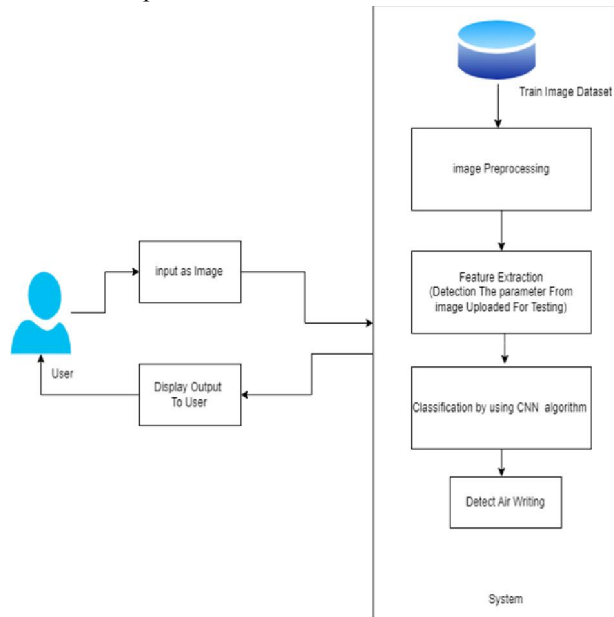 Train Image Dataset
image Preprocessing
input as Image
Feature Extraction
(Detection The parameter From
image Uploaded For Testing)
User
Display Output
To User
Classification by using CNN algorithm
Detect Air Writing
System